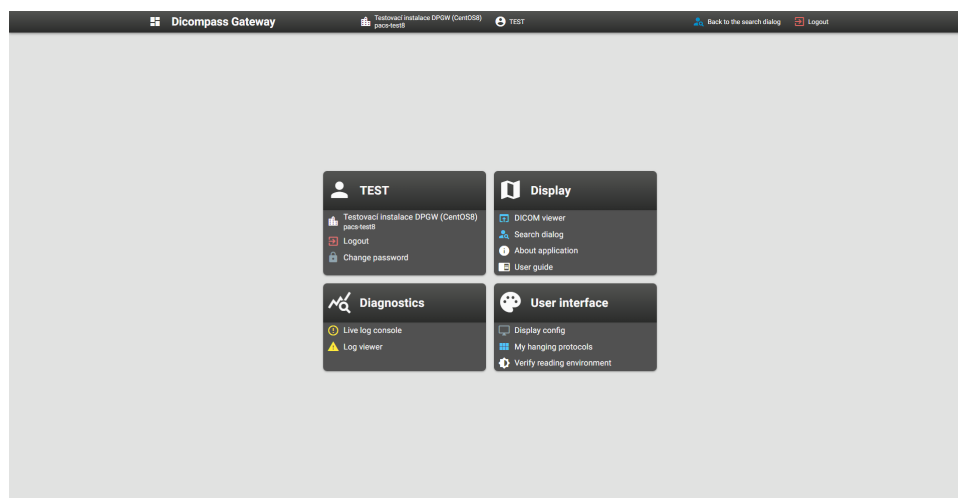 Dicompass Gateway
Testovací instalace DPGW (CentOS8)
pacs-test8
TEST
Back to the search dialog
Logout
TEST
Testovací instalace DPGW (CentOS8)
pacs-test8
Logout
Change password
Display
DICOM viewer
Search dialog
About application
User guide
Diagnostics
Live log console
Log viewer
User interface
Display config
My hanging protocols
Verify reading environment